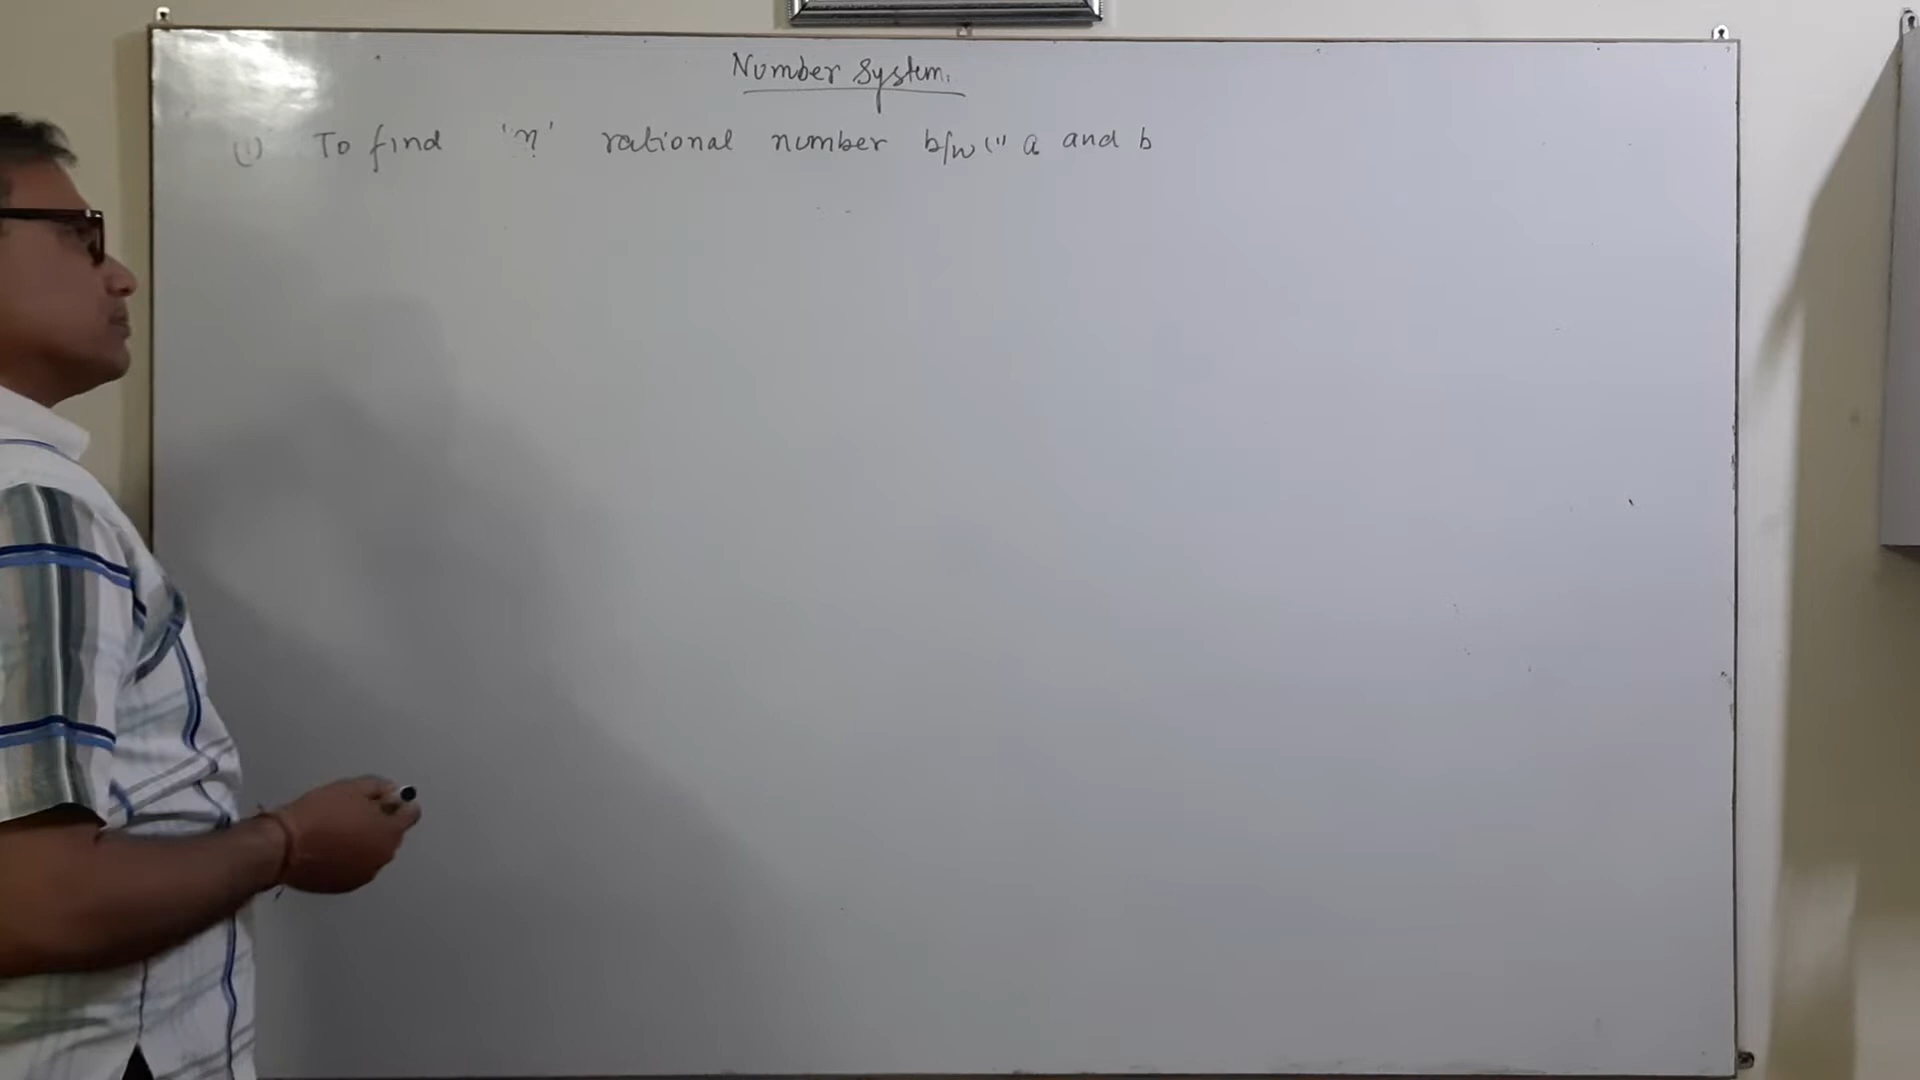 Number System.
(1) To find 'n' rational number b/w a and b